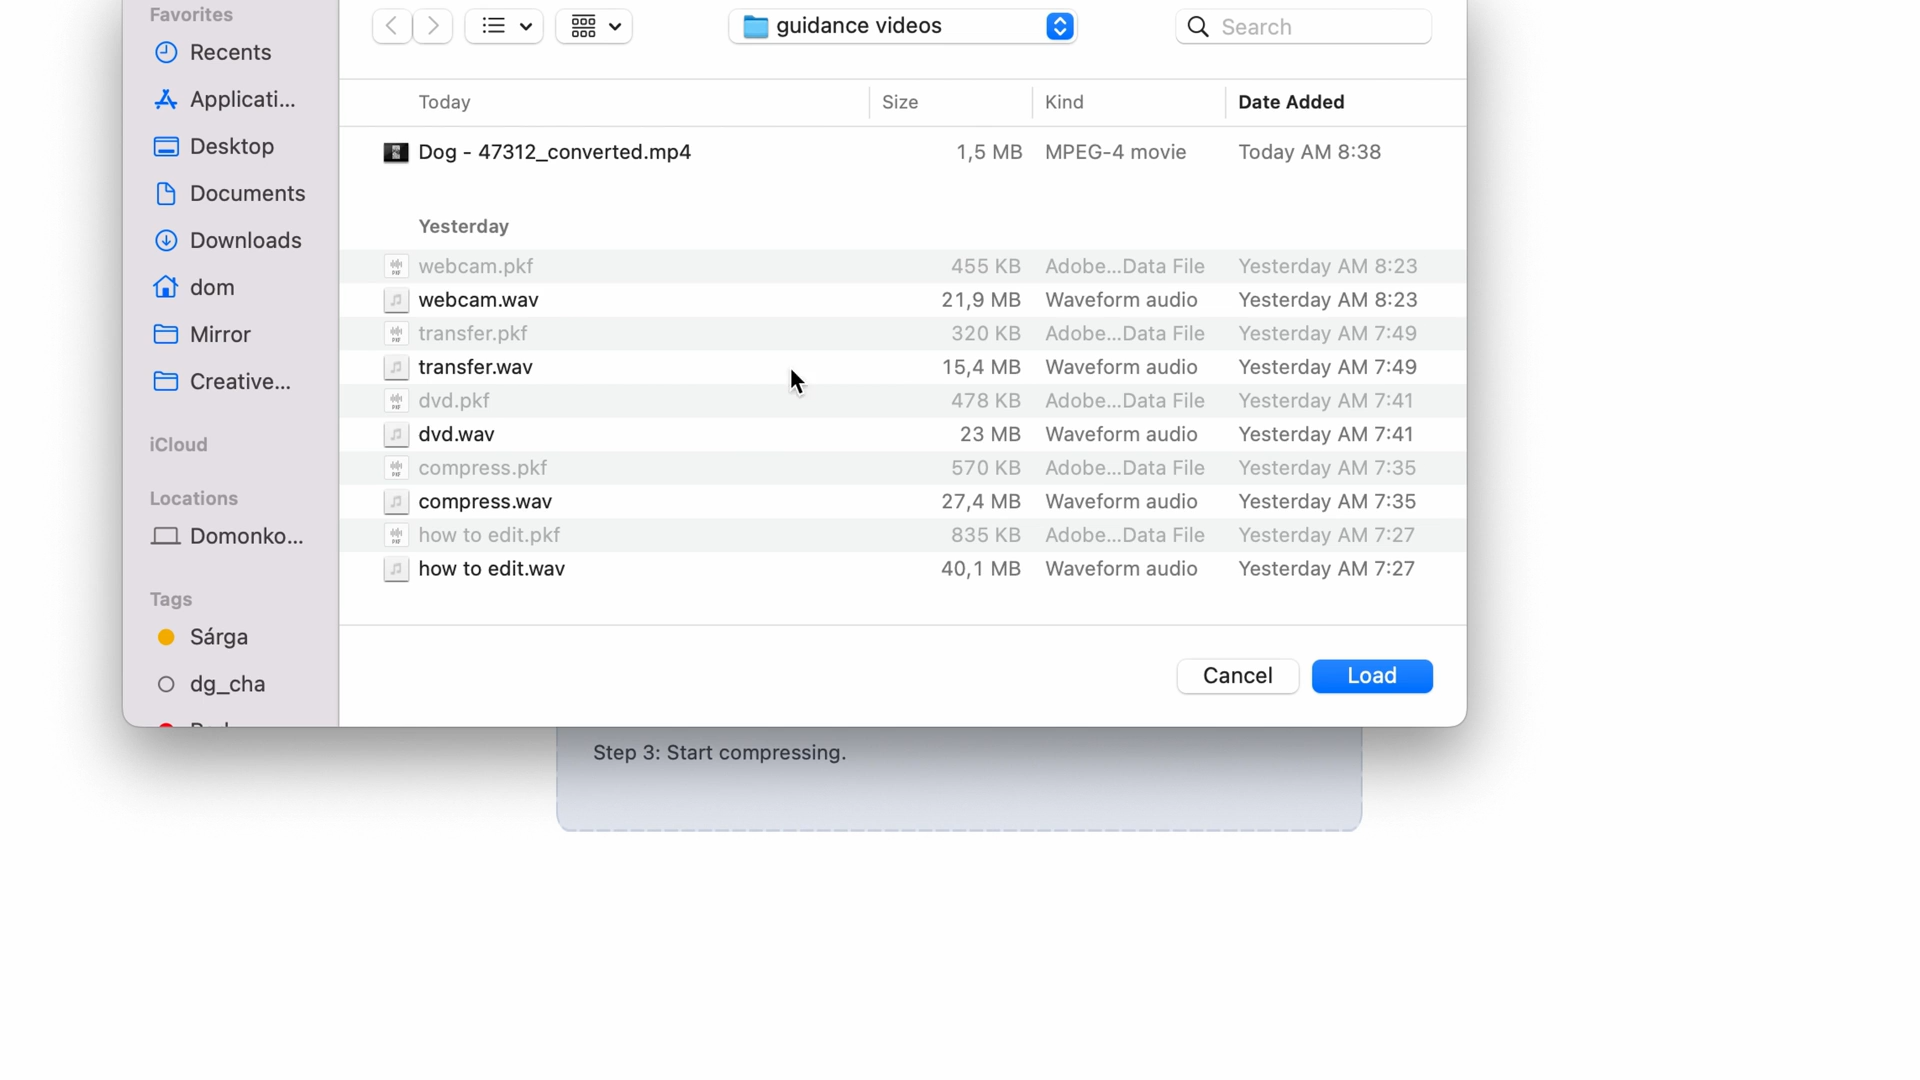 Favorites
Recents
Applicati...
Desktop
Documents
Downloads
dom
Mirror
Creative...
iCloud
Locations
Domonko...
Tags
Sárga
dg_cha
guidance videos
Search
Today Size Kind Date Added
Dog - 47312_converted.mp4 1,5 MB MPEG-4 movie Today AM 8:38
Yesterday
webcam.pkf 455 KB Adobe...Data File Yesterday AM 8:23
webcam.wav 21,9 MB Waveform audio Yesterday AM 8:23
transfer.pkf 320 KB Adobe...Data File Yesterday AM 7:49
transfer.wav 15,4 MB Waveform audio Yesterday AM 7:49
dvd.pkf 478 KB Adobe...Data File Yesterday AM 7:41
dvd.wav 23 MB Waveform audio Yesterday AM 7:41
compress.pkf 570 KB Adobe...Data File Yesterday AM 7:35
compress.wav 27,4 MB Waveform audio Yesterday AM 7:35
how to edit.pkf 835 KB Adobe...Data File Yesterday AM 7:27
how to edit.wav 40,1 MB Waveform audio Yesterday AM 7:27
Cancel Load
Step 3: Start compressing.